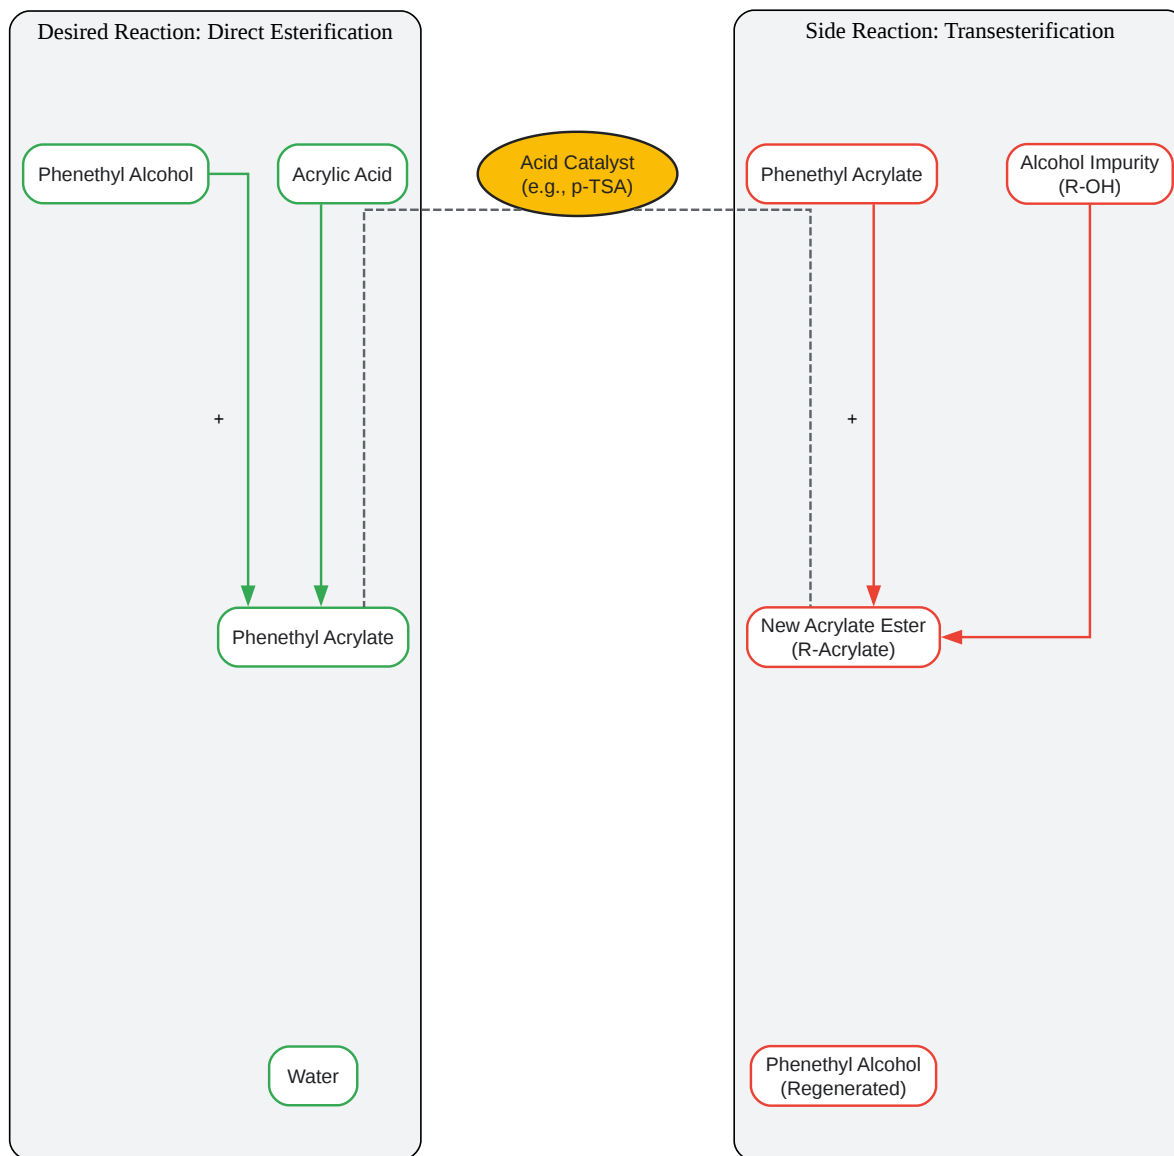 Desired Reaction: Direct Esterification
Phenethyl Alcohol
Acrylic Acid
+
Phenethyl Acrylate
Water
Acid Catalyst
(e.g., p-TSA)
Side Reaction: Transesterification
Phenethyl Acrylate
Alcohol Impurity
(R-OH)
+
New Acrylate Ester
(R-Acrylate)
Phenethyl Alcohol
(Regenerated)